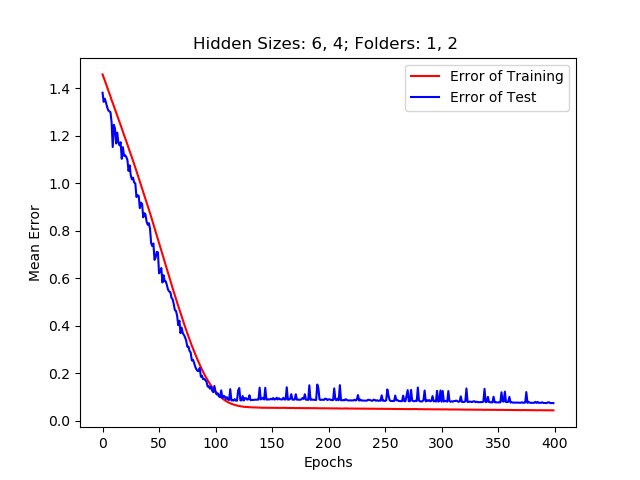 Hidden Sizes: 6, 4; Folders: 1, 2
Error of Training
Error of Test
Mean Error
1.4
1.2
1.0
0.8
0.6
0.4
0.2
0.0
0 50 100 150 200 250 300 350 400
Epochs